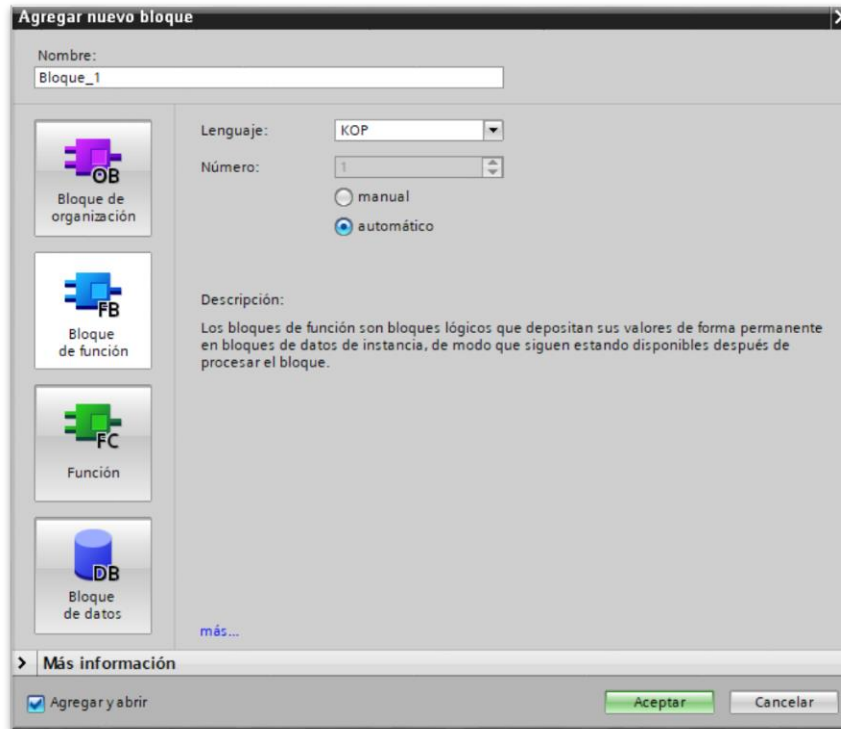 Agregar nuevo bloque
Nombre:
Bloque_1
OB
Bloque de
organización
FB
Bloque
de función
FC
Función
DB
Bloque
de datos
Lenguaje:
KOP
Número:
1
manual
automático
Descripción:
Los bloques de función son bloques lógicos que depositan sus valores de forma permanente
en bloques de datos de instancia, de modo que siguen estando disponibles después de
procesar el bloque.
más...
Más información
Agregar y abrir
Aceptar
Cancelar